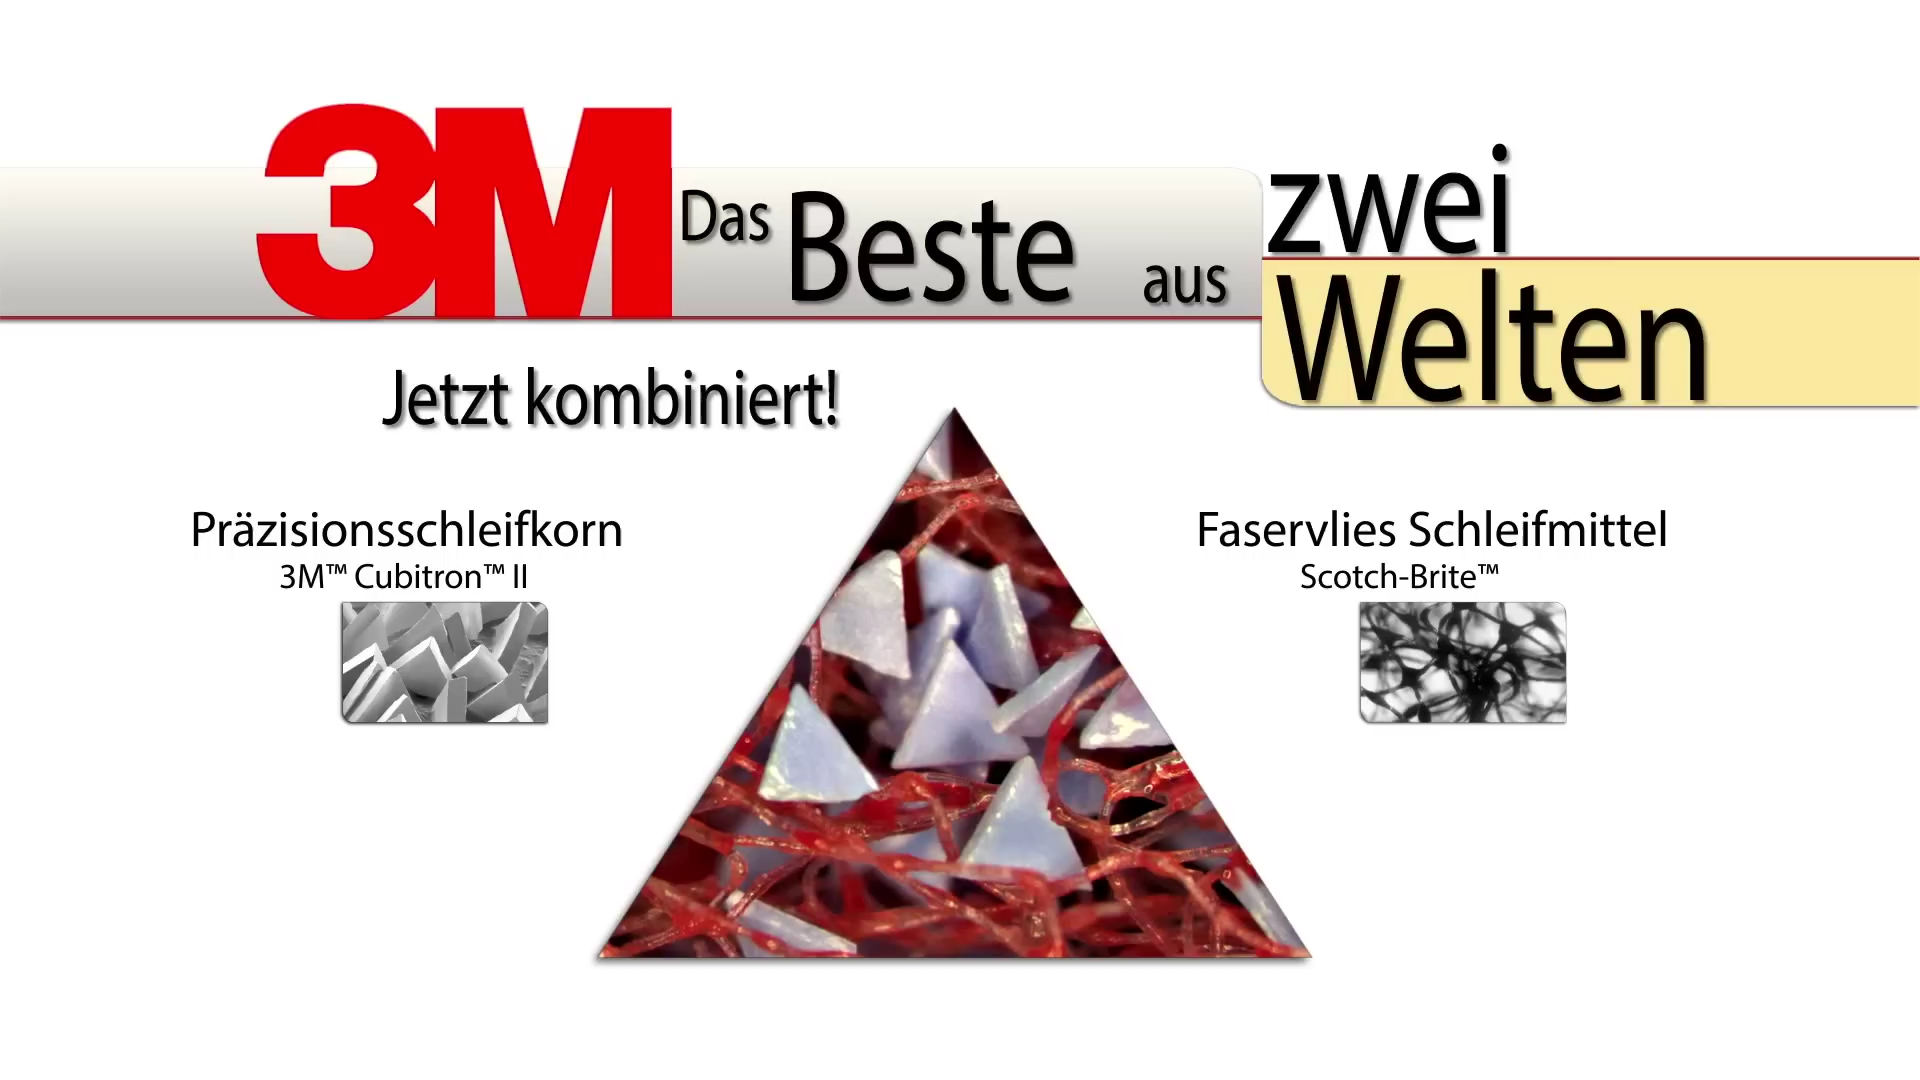 3M Das Beste aus zwei
Welten
Jetzt kombiniert!
Präzisionsschleifkorn
3M™ Cubitron™ II
Faservlies Schleifmittel
Scotch-Brite™